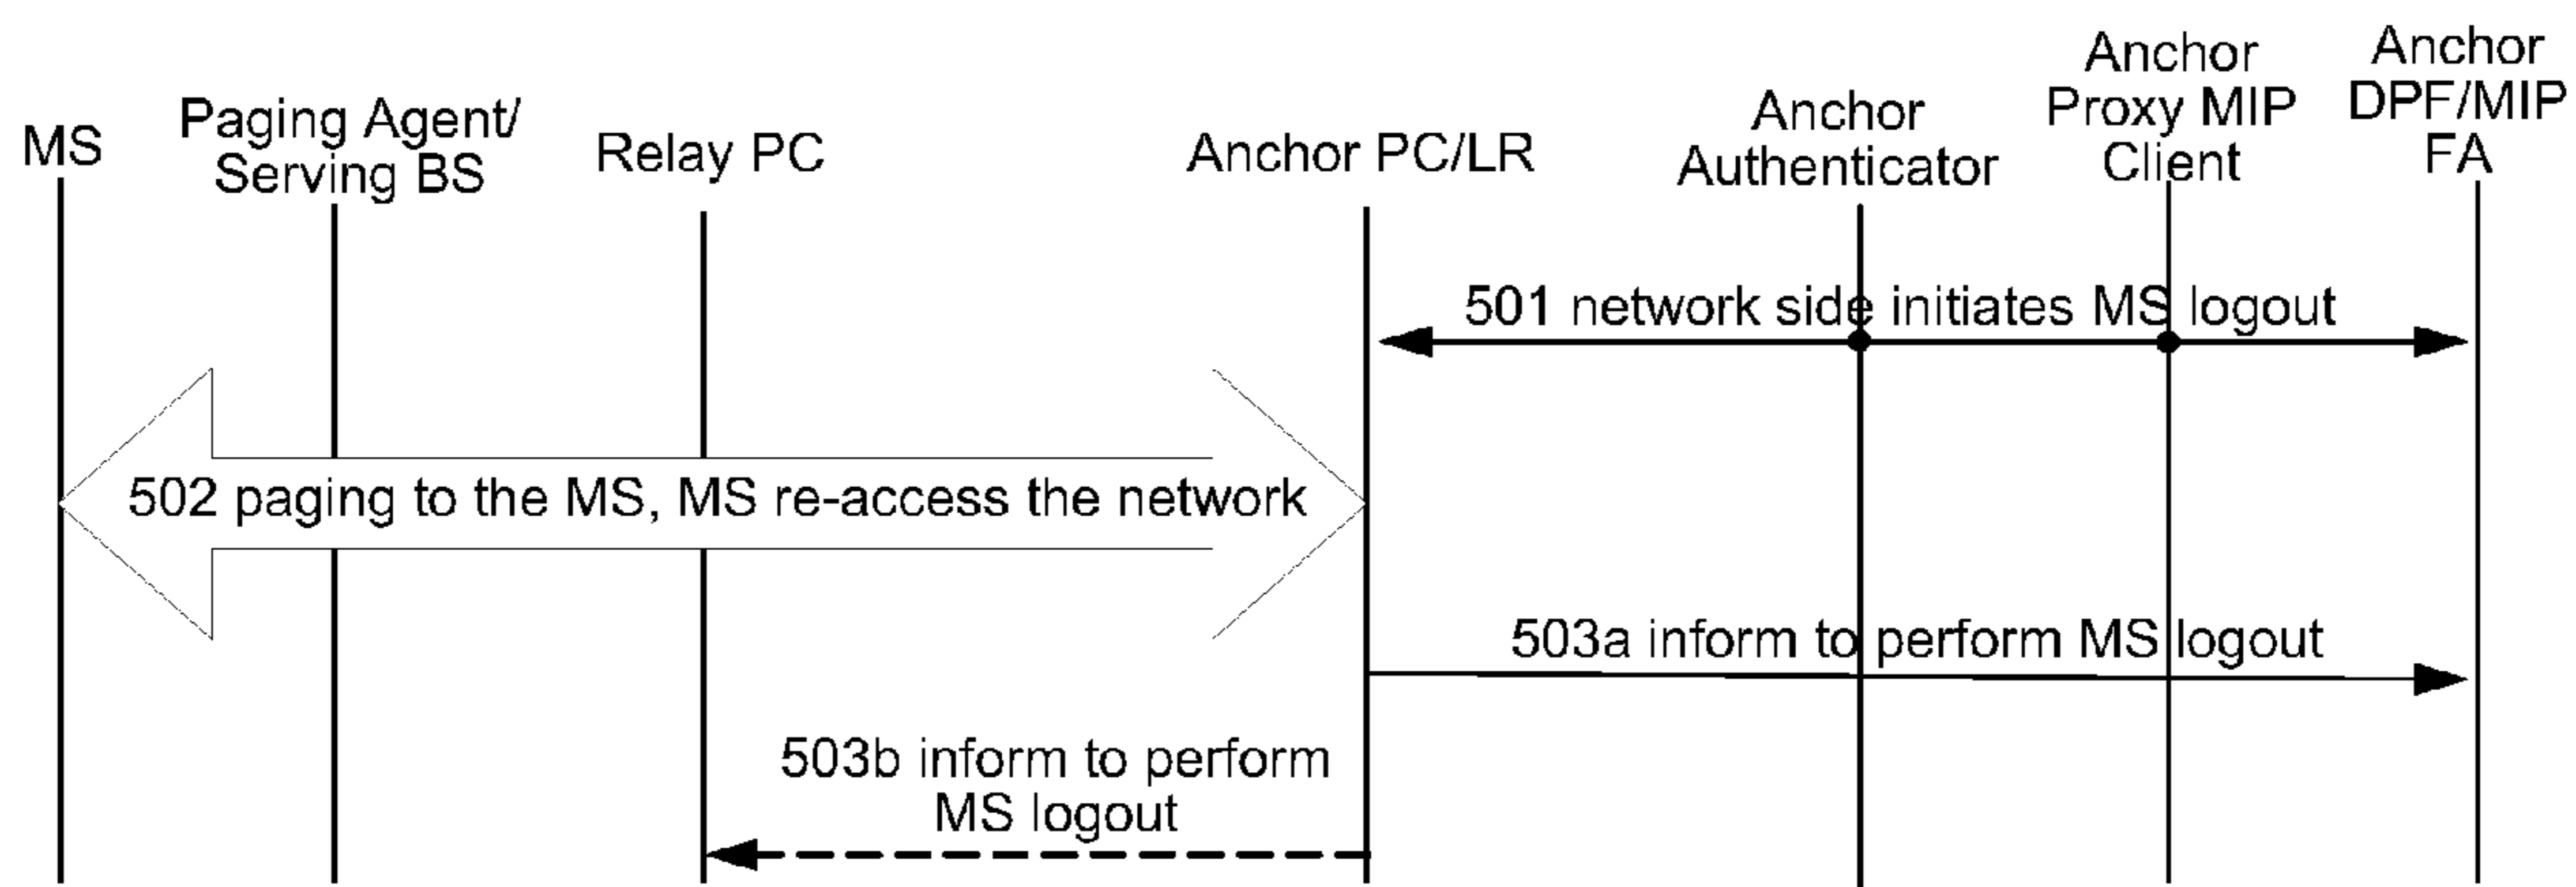 MS
Paging Agent/
Serving BS
Relay PC
Anchor PC/LR
Anchor
Authenticator
Anchor
Proxy MIP
Client
Anchor
DPF/MIP
FA
501 network side initiates MS logout
502 paging to the MS, MS re-access the network
503a inform to perform MS logout
503b inform to perform
MS logout